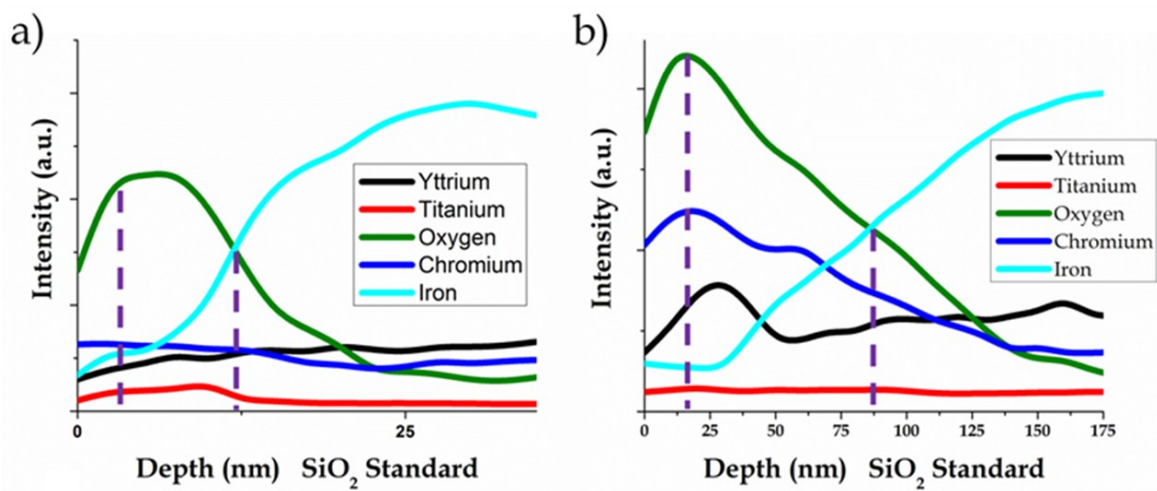 a)
Intensity (a.u.)
Yttrium
Titanium
Oxygen
Chromium
Iron
0 25
Depth (nm) SiO2 Standard
b)
Intensity (a.u.)
Yttrium
Titanium
Oxygen
Chromium
Iron
0 25 50 75 100 125 150 175
Depth (nm) SiO2 Standard